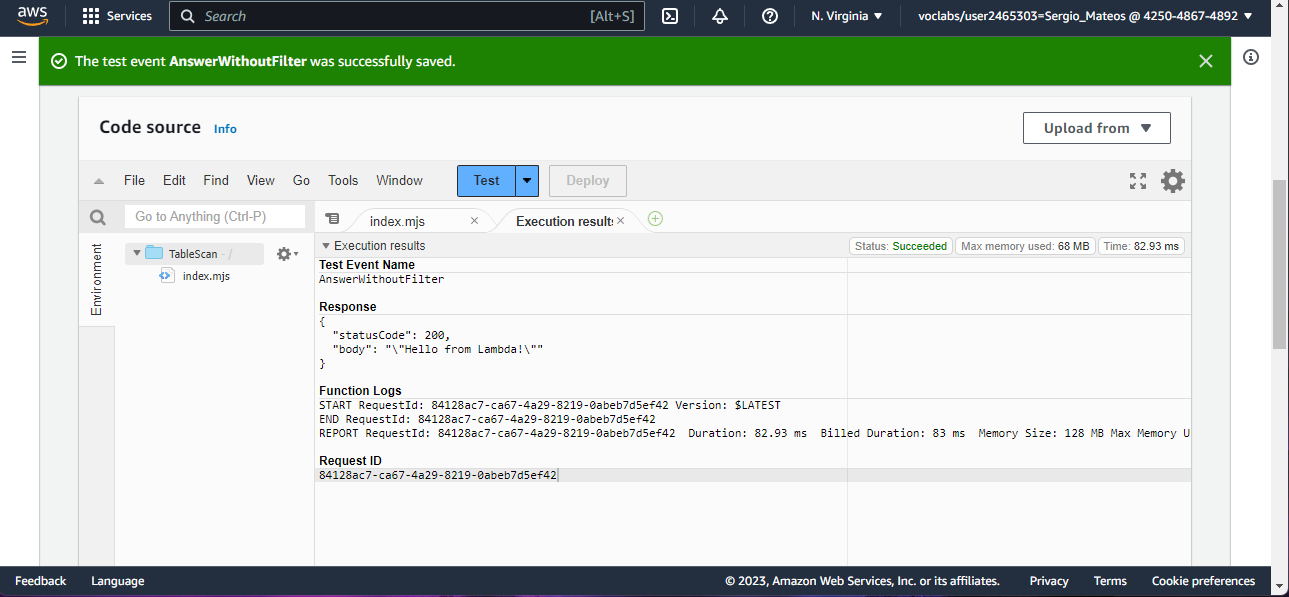 aws Services Search [Alt+S] N. Virginia voclabs/user2465303=Sergio_Mateos @ 4250-4867-4892
The test event AnswerWithoutFilter was successfully saved.
Code source Info Upload from
File Edit Find View Go Tools Window Test Deploy
Go to Anything (Ctrl-P) index.mjs Execution results
Execution results Status: Succeeded Max memory used: 68 MB Time: 82.93 ms
Environment
TableScan - /
index.mjs
Test Event Name
AnswerWithoutFilter
Response
{
"statusCode": 200,
"body": "\"Hello from Lambda!\""
}
Function Logs
START RequestId: 84128ac7-ca67-4a29-8219-0abeb7d5ef42 Version: $LATEST
END RequestId: 84128ac7-ca67-4a29-8219-0abeb7d5ef42
REPORT RequestId: 84128ac7-ca67-4a29-8219-0abeb7d5ef42 Duration: 82.93 ms Billed Duration: 83 ms Memory Size: 128 MB Max Memory U
Request ID
84128ac7-ca67-4a29-8219-0abeb7d5ef42
Feedback Language © 2023, Amazon Web Services, Inc. or its affiliates. Privacy Terms Cookie preferences